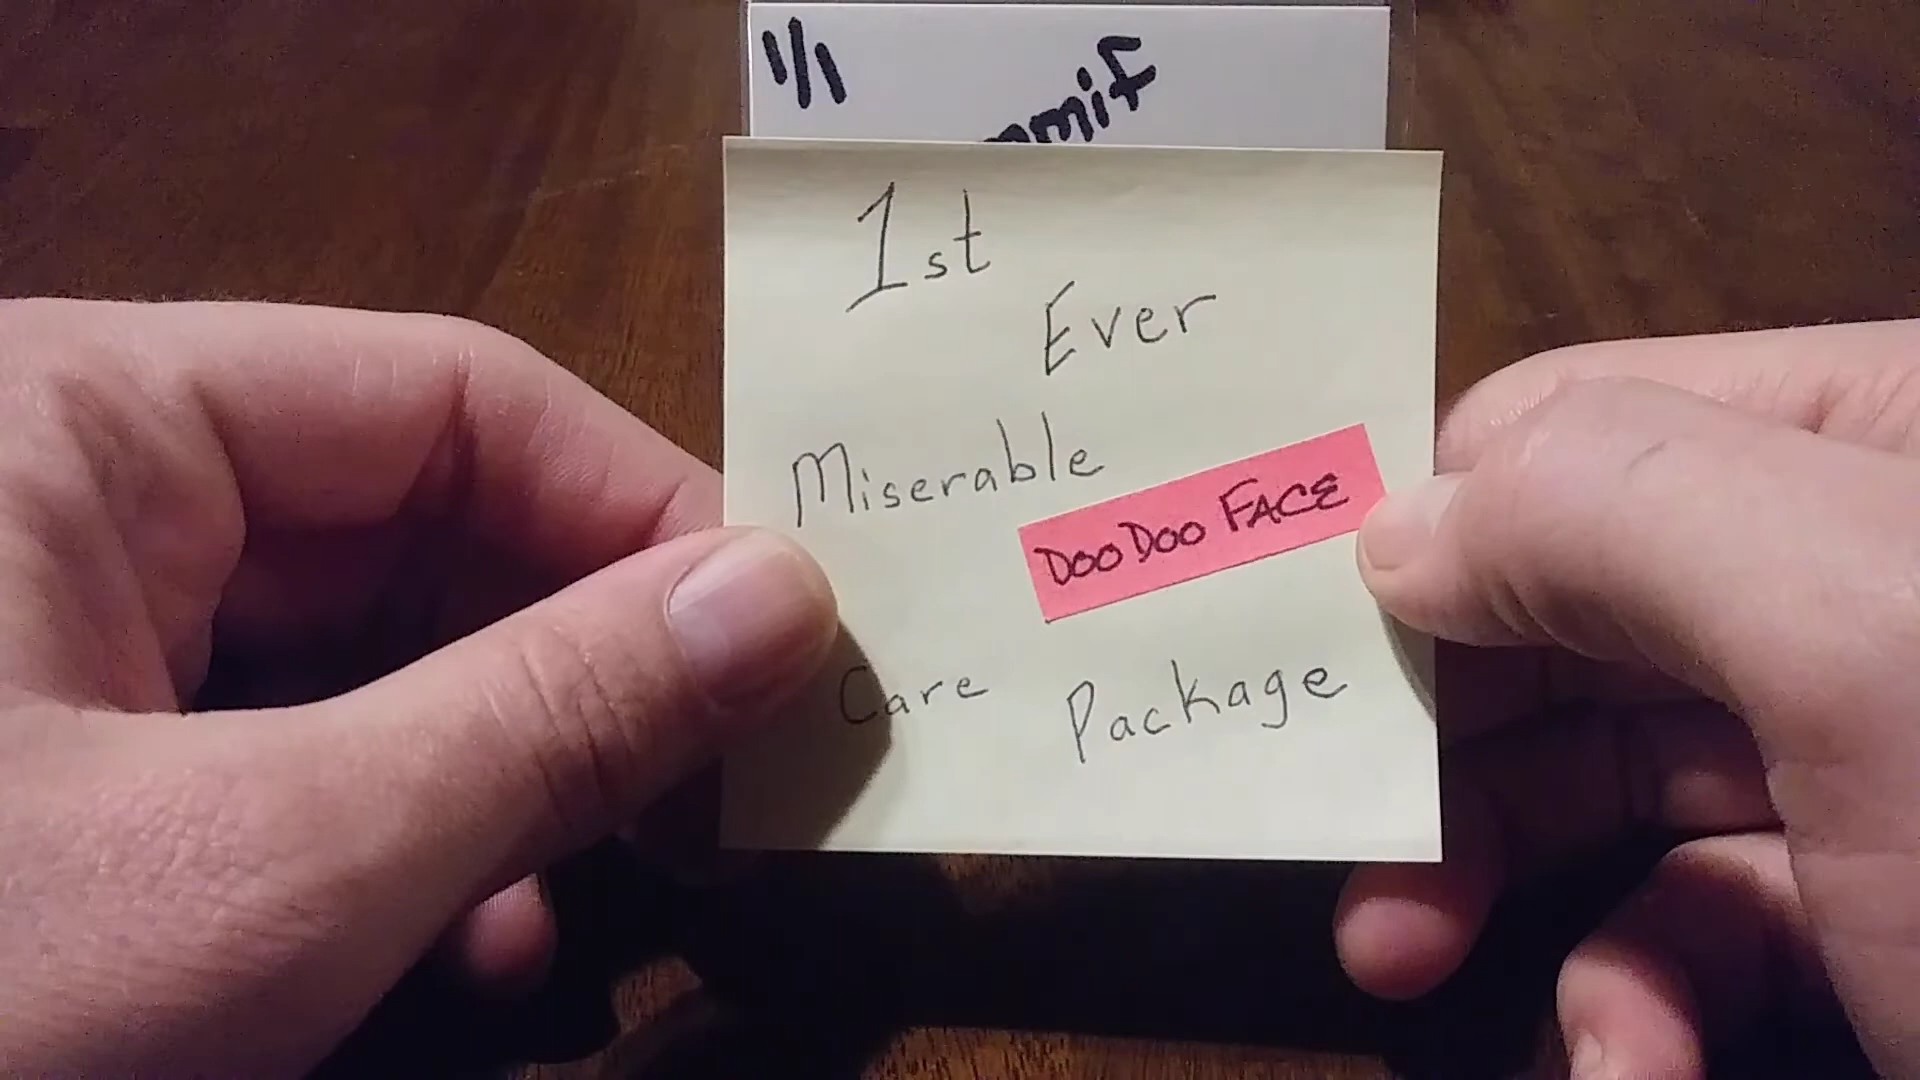 1/1
1st
Ever
Miserable
DOO DOO FACE
Care Package